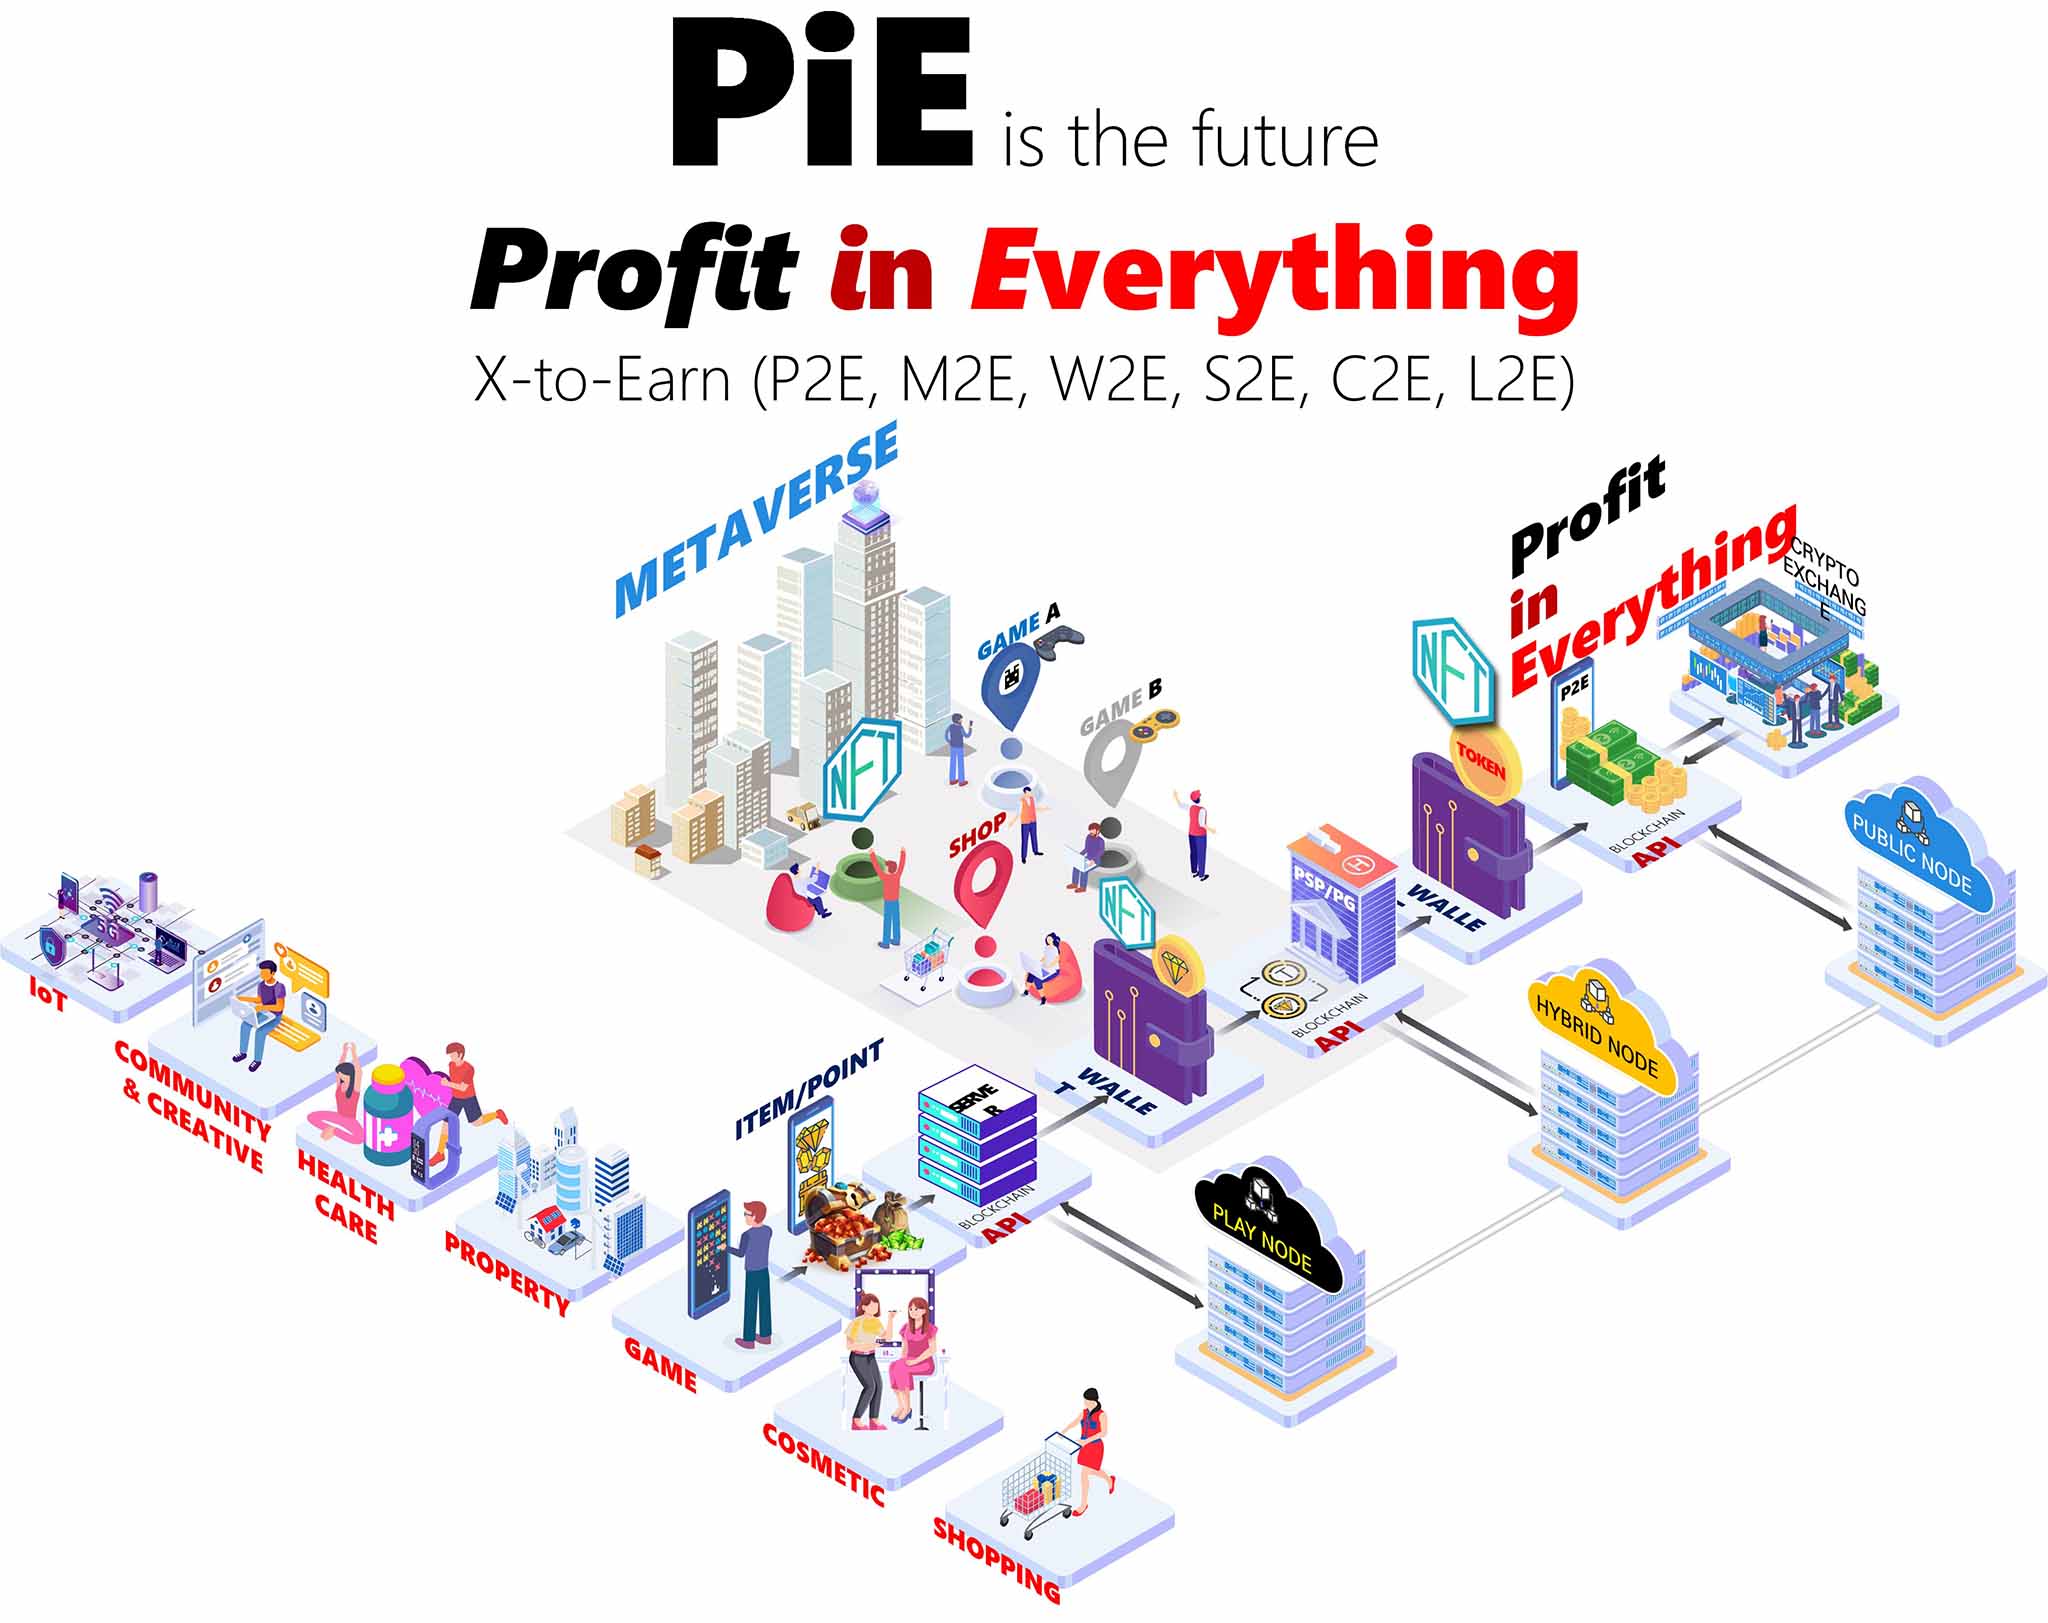 PiE is the future
Profit in Everything
X-to-Earn (P2E, M2E, W2E, S2E, C2E, L2E)
METAVERSE
GAME A
GAME B
NFT
SHOP
Profit
in
Everything
CRYPTO
EXCHANG
E
NFT
TOKEN
P2E
BLOCKCHAIN
API
PUBLIC NODE
PSP/PG
WALLE
T
BLOCKCHAIN
API
NFT
WALLE
T
HYBRID NODE
ITEM/POINT
SERVE
R
BLOCKCHAIN
API
PLAY NODE
5G
IoT
COMMUNITY
& CREATIVE
HEALTH
CARE
PROPERTY
GAME
COSMETIC
SHOPPING